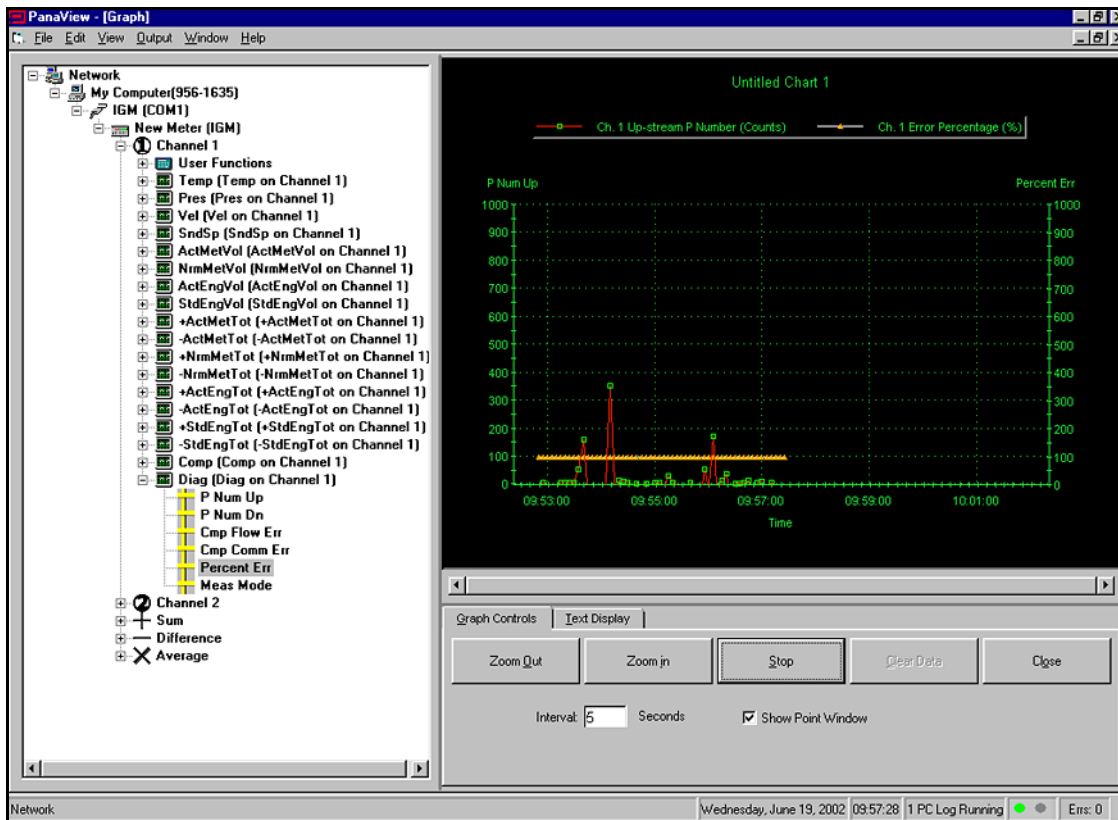 PanaView - [Graph]
File Edit View Output Window Help
Network
My Computer(956-1635)
IGM (COM1)
New Meter (IGM)
1 Channel 1
User Functions
Temp (Temp on Channel 1)
Pres (Pres on Channel 1)
Vel (Vel on Channel 1)
SndSp (SndSp on Channel 1)
ActMetVol (ActMetVol on Channel 1)
NrmMetVol (NrmMetVol on Channel 1)
ActEngVol (ActEngVol on Channel 1)
StdEngVol (StdEngVol on Channel 1)
+ActMetTot (+ActMetTot on Channel 1)
-ActMetTot (-ActMetTot on Channel 1)
+NrmMetTot (+NrmMetTot on Channel 1)
-NrmMetTot (-NrmMetTot on Channel 1)
+ActEngTot (+ActEngTot on Channel 1)
-ActEngTot (-ActEngTot on Channel 1)
+StdEngTot (+StdEngTot on Channel 1)
-StdEngTot (-StdEngTot on Channel 1)
Comp (Comp on Channel 1)
Diag (Diag on Channel 1)
P Num Up
P Num Dn
Cmp Flow Err
Cmp Comm Err
Percent Err
Meas Mode
2 Channel 2
Sum
Difference
Average
Untitled Chart 1
Ch. 1 Up-stream P Number (Counts) Ch. 1 Error Percentage (%)
P Num Up Percent Err
1000 1000
900 900
800 800
700 700
600 600
500 500
400 400
300 300
200 200
100 100
0 0
09:53:00 09:55:00 09:57:00 09:59:00 10:01:00
Time
Graph Controls Text Display
Zoom Out Zoom in Stop Clear Data Close
Interval: 5 Seconds Show Point Window
Network Wednesday, June 19, 2002 09:57:28 1 PC Log Running Errs: 0